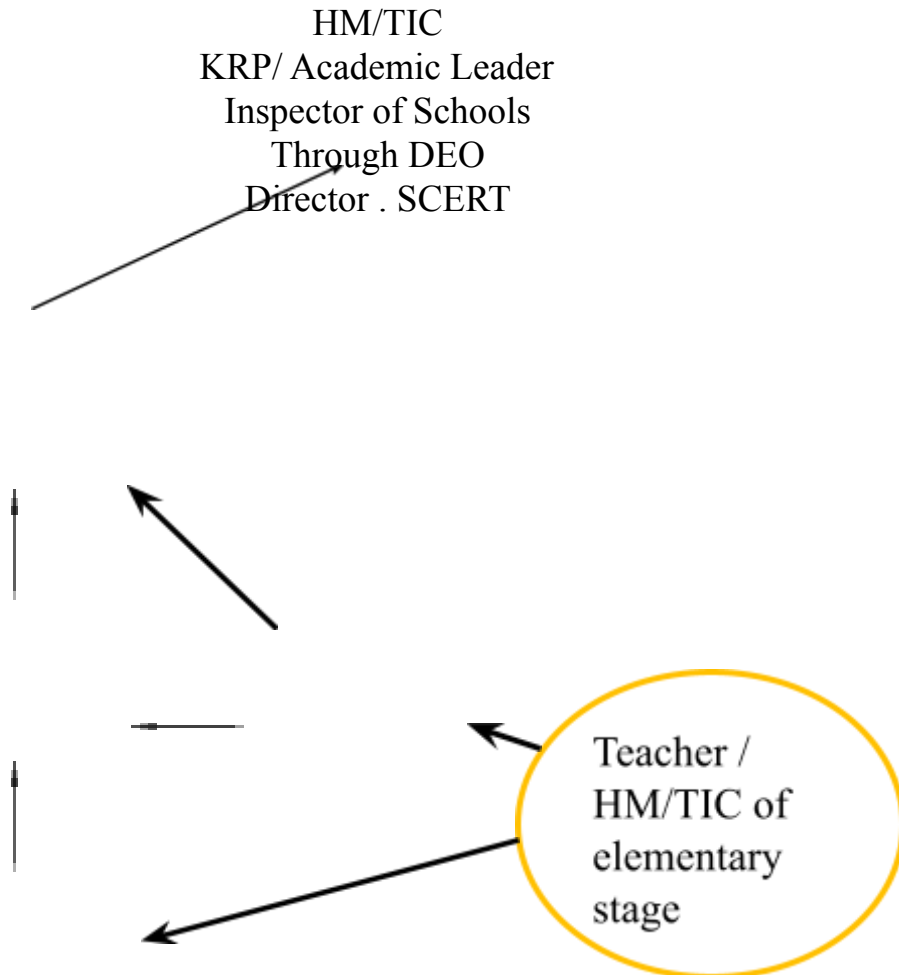 HM/TIC
KRP/ Academic Leader
Inspector of Schools
Through DEO
Director . SCERT
Teacher /
HM/TIC of
elementary
stage